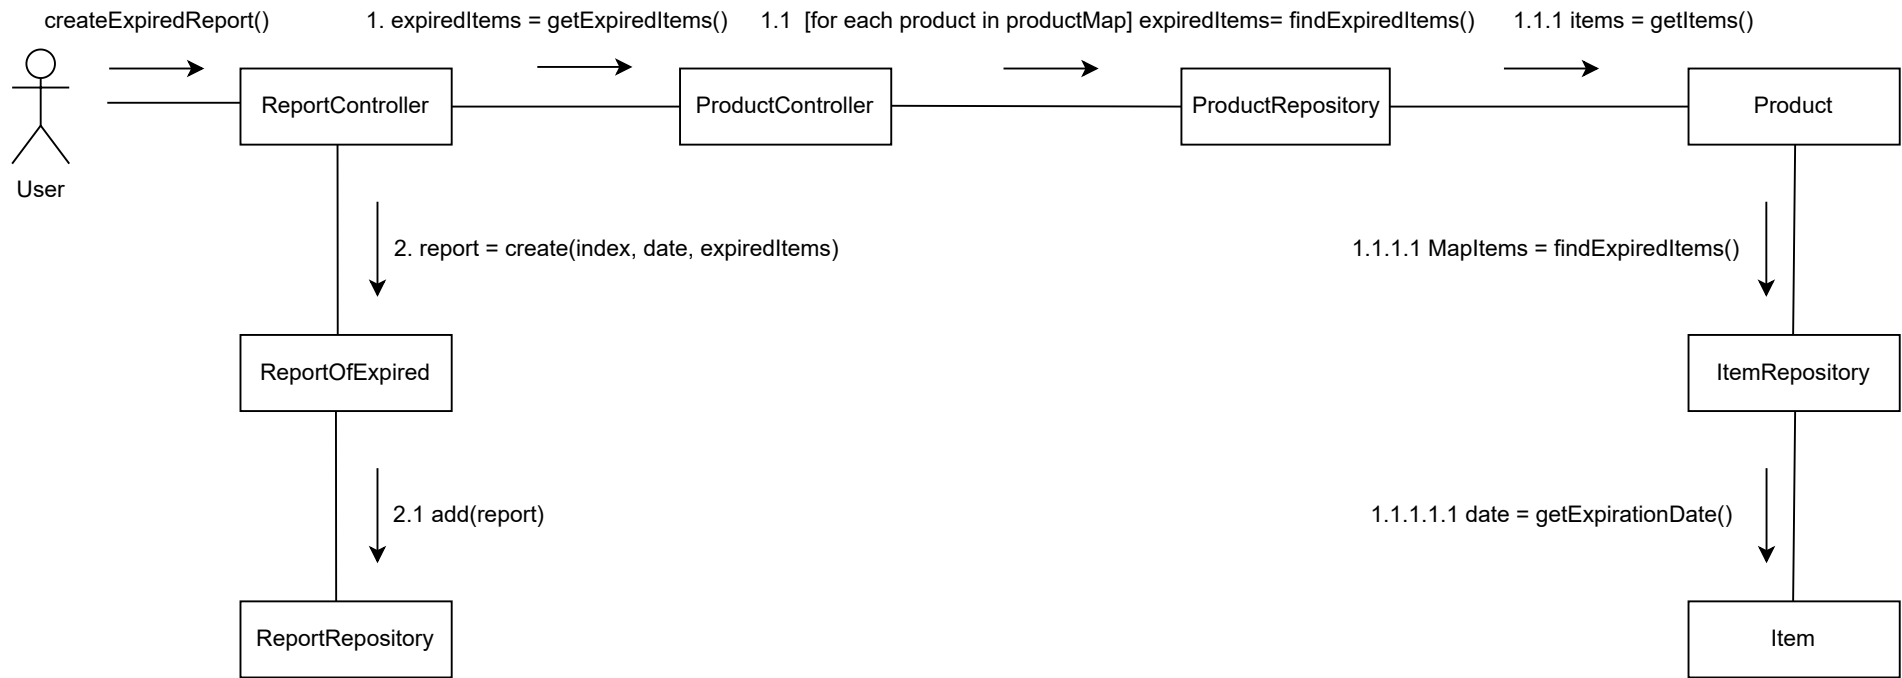 createExpiredReport()
1. expiredItems = getExpiredItems()
1.1 [for each product in productMap] expiredItems= findExpiredItems()
1.1.1 items = getItems()
ReportController
ProductController
ProductRepository
Product
User
2. report = create(index, date, expiredItems)
1.1.1.1 MapItems = findExpiredItems()
ReportOfExpired
ItemRepository
2.1 add(report)
1.1.1.1.1 date = getExpirationDate()
ReportRepository
Item